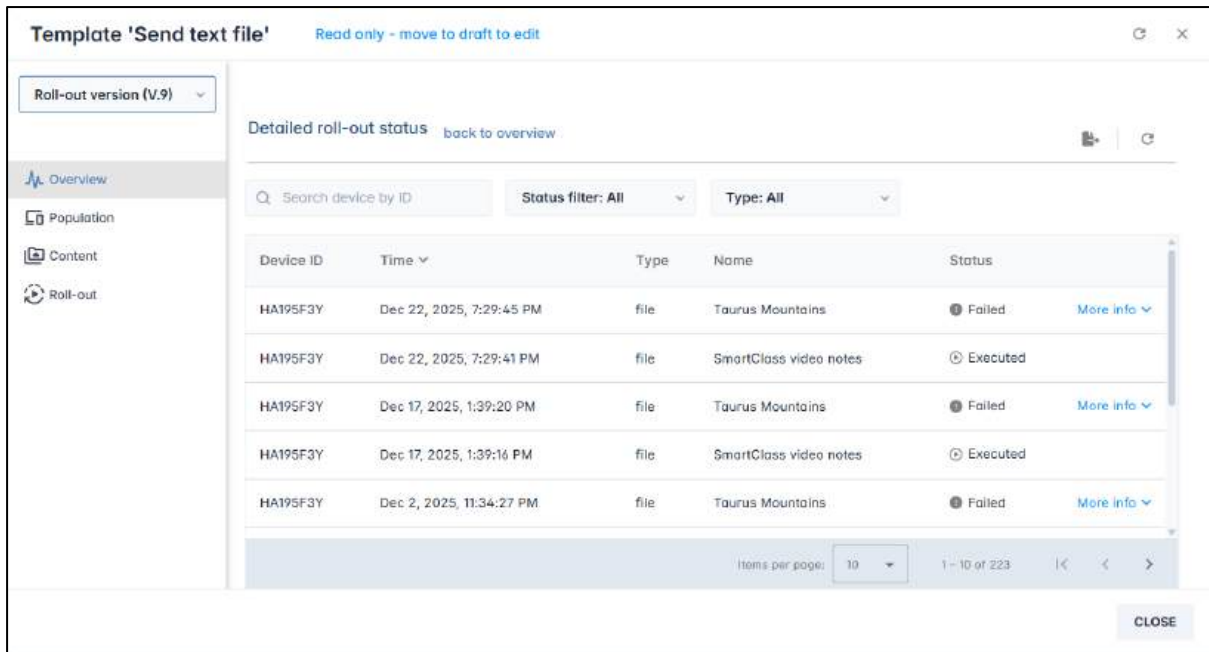 Template 'Send text file' Read only - move to draft to edit
Roll-out version (V.9)
Detailed roll-out status back to overview
Overview
Population
Content
Roll-out
Search device by ID Status filter: All Type: All
Device ID Time Type Name Status
HA195F3Y Dec 22, 2025, 7:29:45 PM file Taurus Mountains Failed More info
HA195F3Y Dec 22, 2025, 7:29:41 PM file SmartClass video notes Executed
HA195F3Y Dec 17, 2025, 1:39:20 PM file Taurus Mountains Failed More info
HA195F3Y Dec 17, 2025, 1:39:16 PM file SmartClass video notes Executed
HA195F3Y Dec 2, 2025, 11:34:27 PM file Taurus Mountains Failed More info
Items per page: 10 1 – 10 of 223
CLOSE